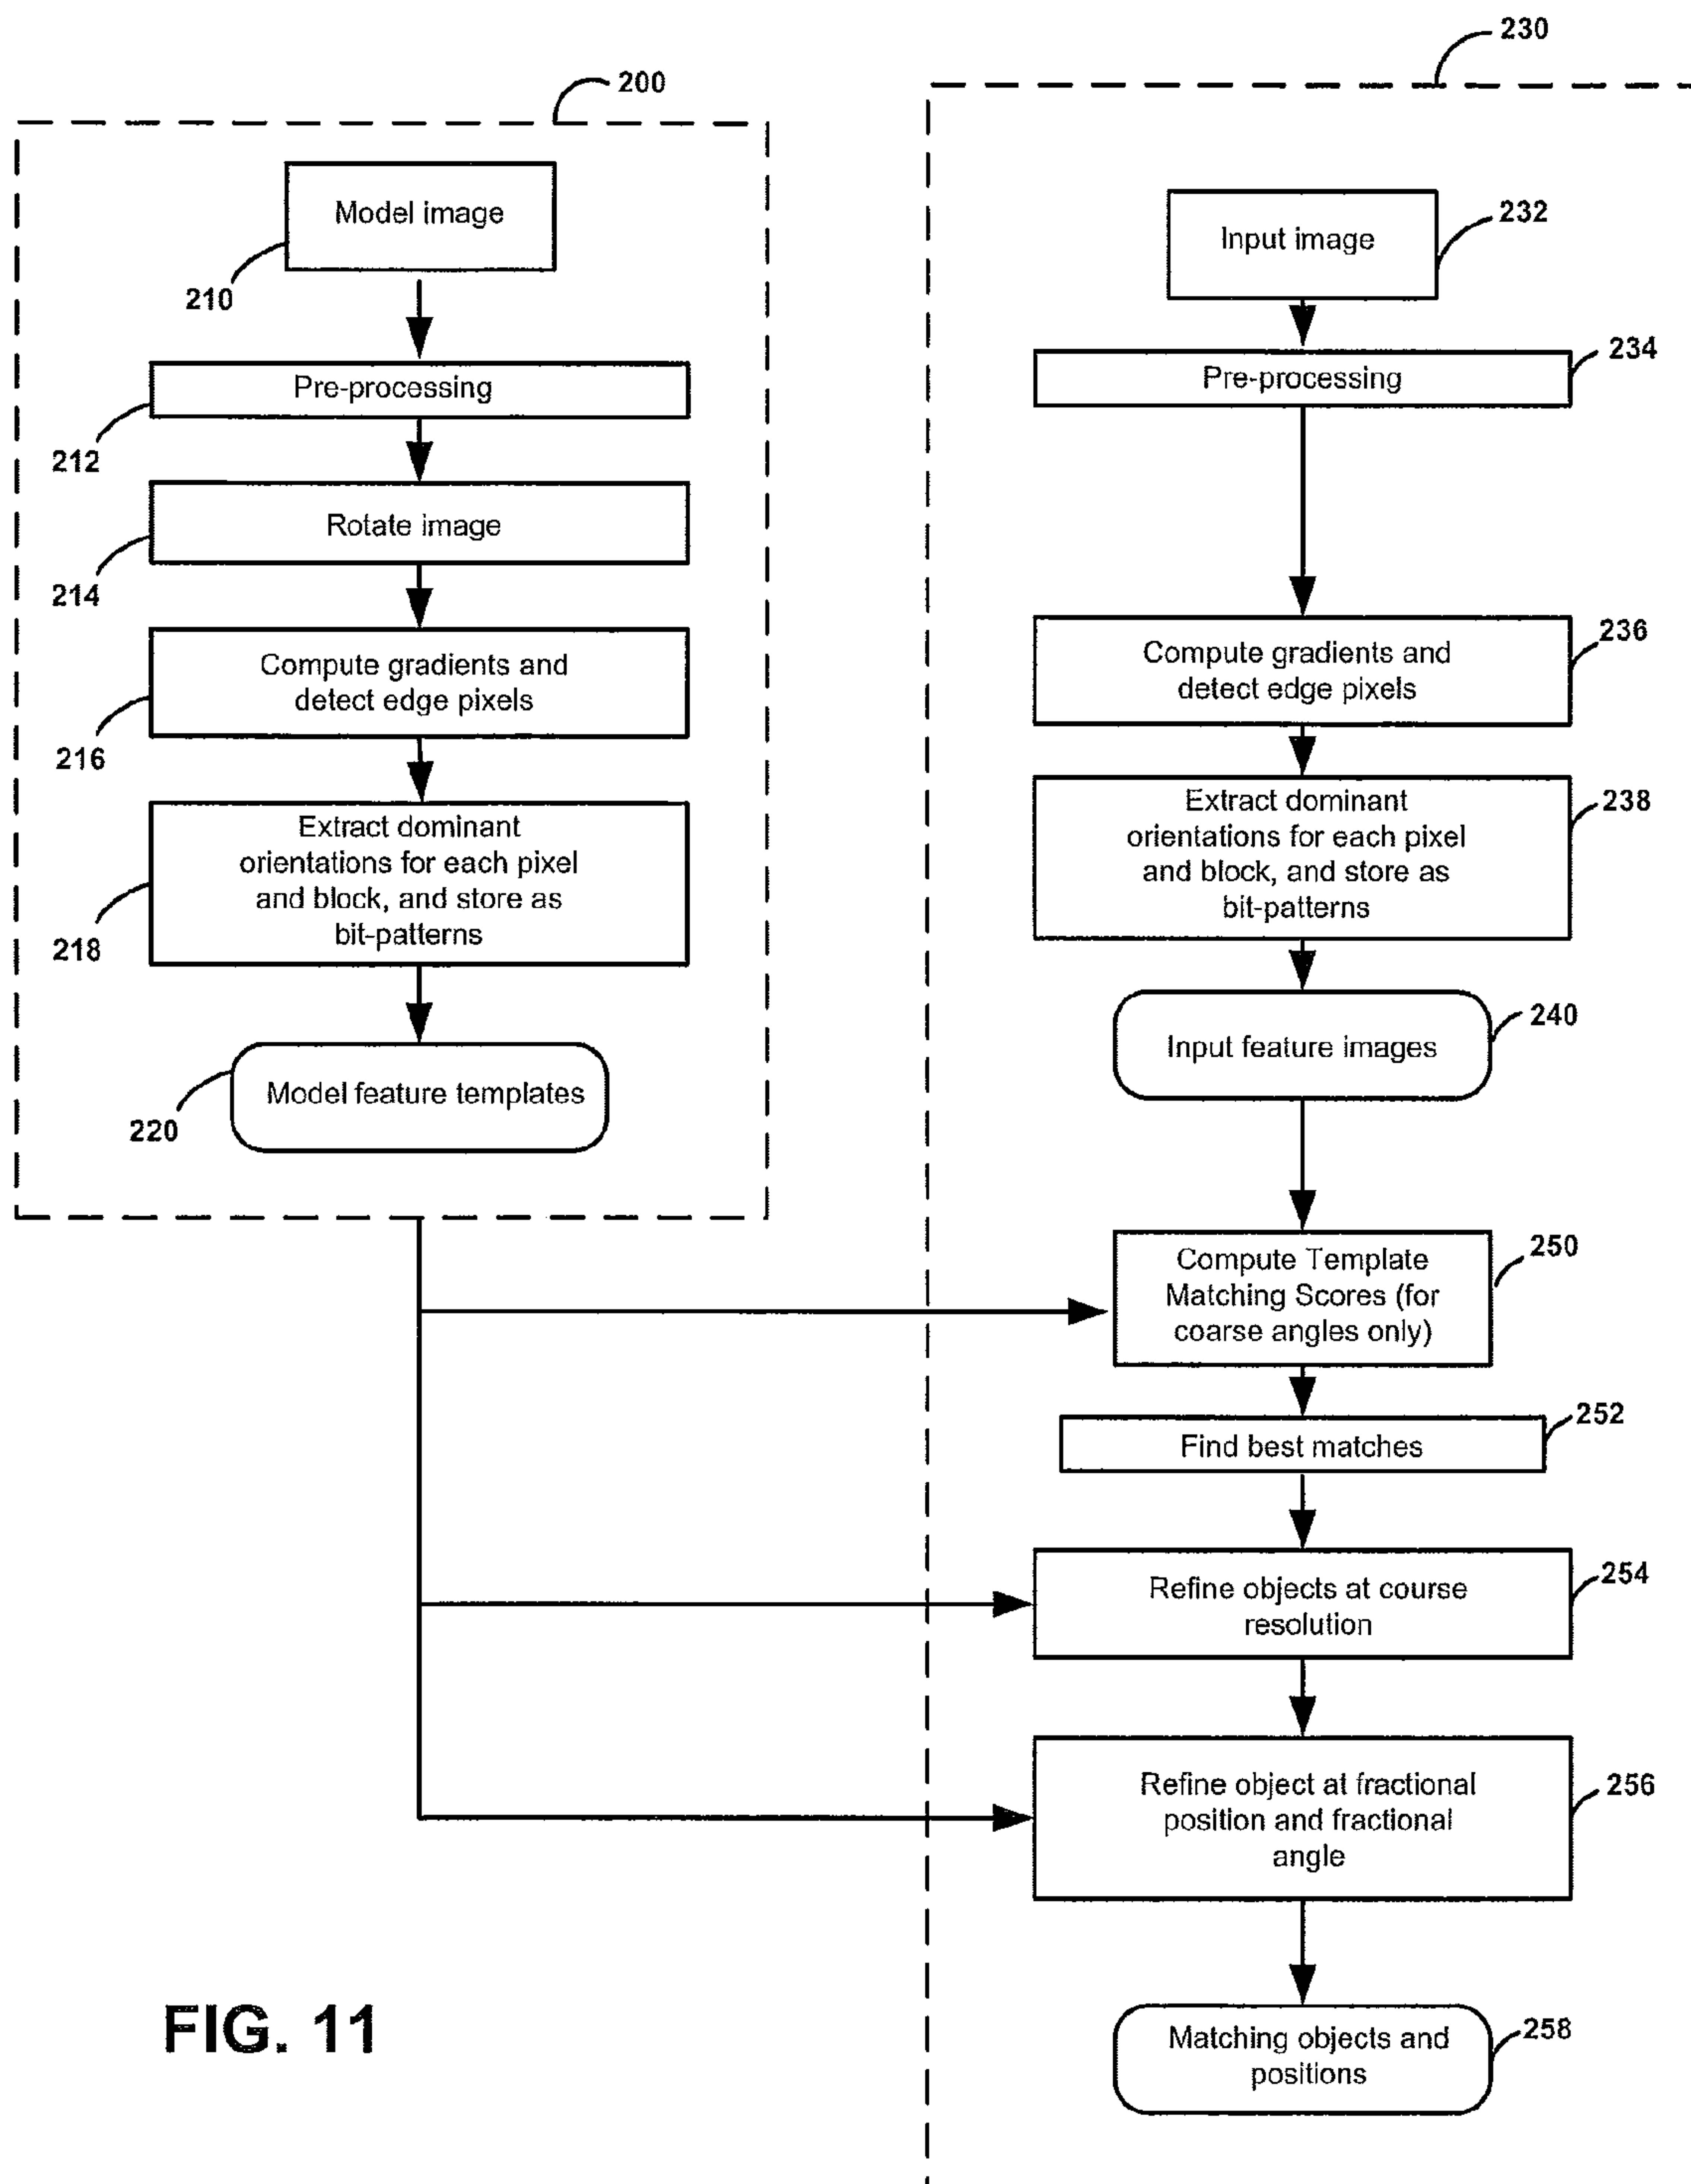 200
Model image
210
Pre-processing
212
Rotate image
214
Compute gradients and
detect edge pixels
216
Extract dominant
orientations for each pixel
and block, and store as
bit-patterns
218
Model feature templates
220
230
Input image
232
Pre-processing
234
Compute gradients and
detect edge pixels
236
Extract dominant
orientations for each pixel
and block, and store as
bit-patterns
238
Input feature images
240
Compute Template
Matching Scores (for
coarse angles only)
250
Find best matches
252
Refine objects at course
resolution
254
Refine object at fractional
position and fractional
angle
256
Matching objects and
positions
258
FIG. 11